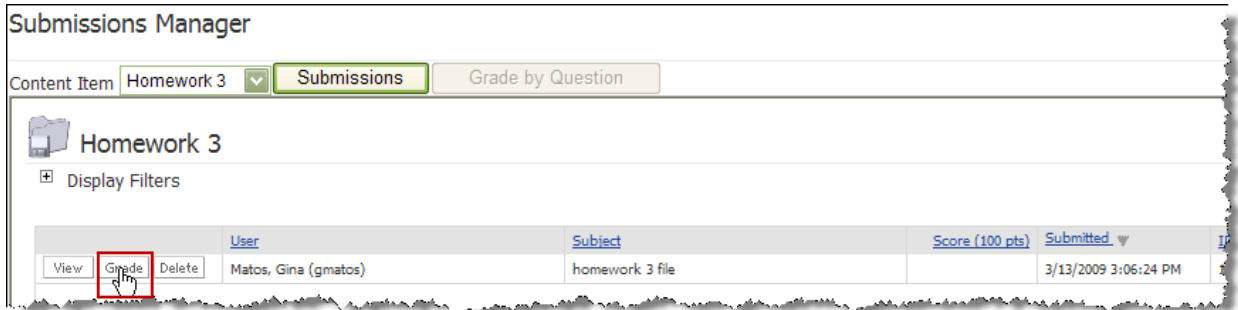 Submissions Manager
Content Item Homework 3 Submissions Grade by Question
Homework 3
Display Filters
User Subject Score (100 pts) Submitted
View Grade Delete Matos, Gina (gmatos) homework 3 file 3/13/2009 3:06:24 PM